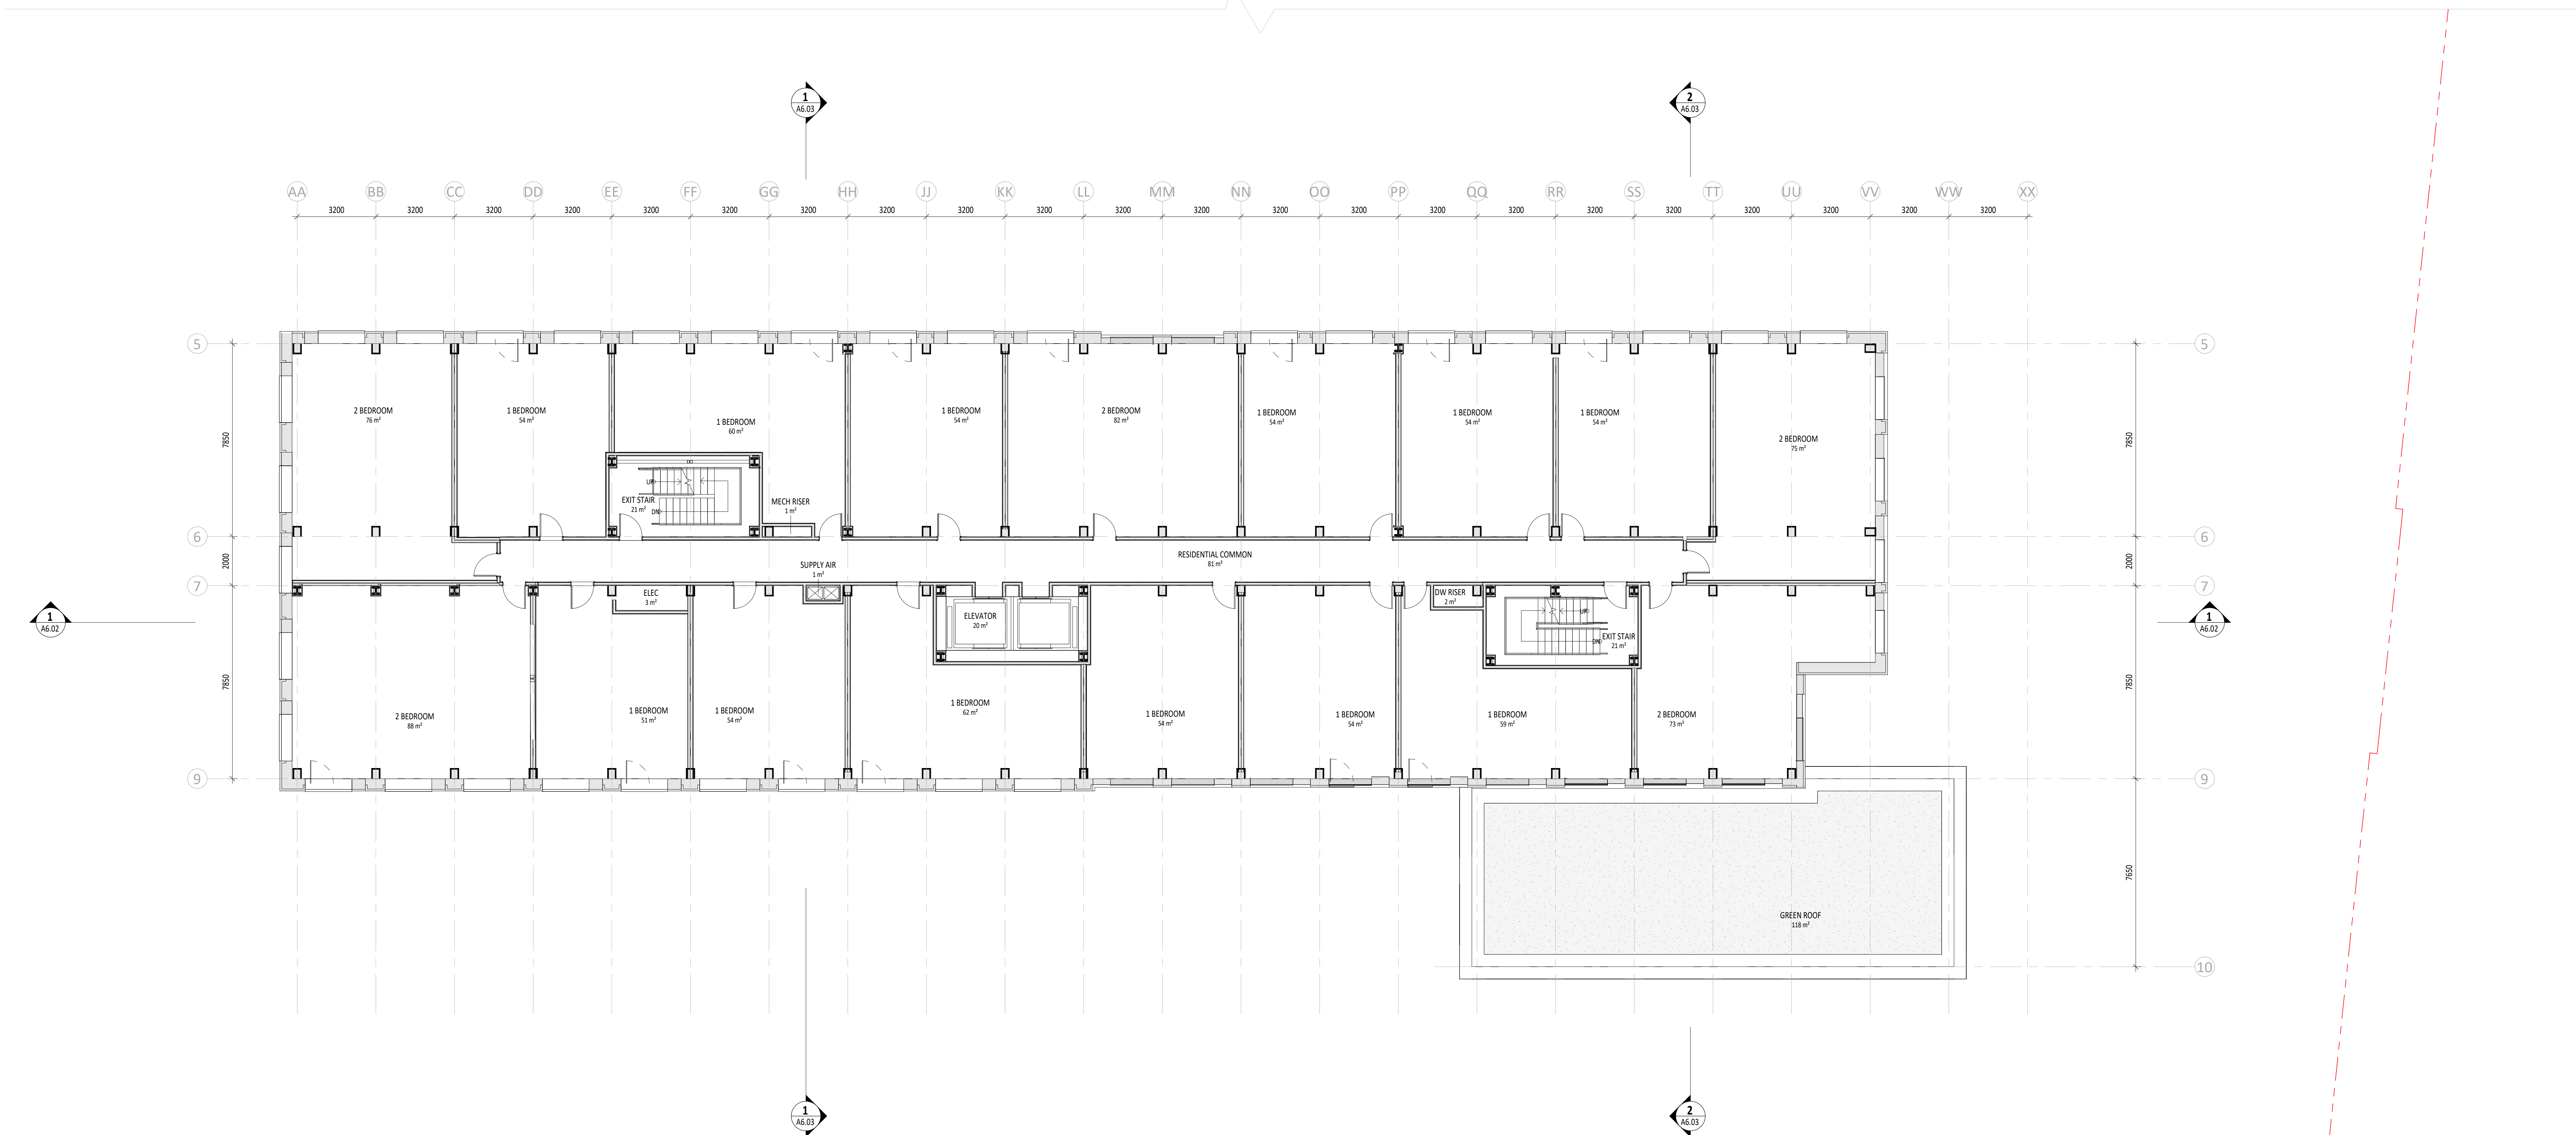 1
A6.03
2
A6.03
AA BB CC DD EE FF GG HH JJ KK LL MM NN OO PP QQ RR SS TT UU VV WW XX
3200 3200 3200 3200 3200 3200 3200 3200 3200 3200 3200 3200 3200 3200 3200 3200 3200 3200 3200 3200 3200 3200
5
5
2 BEDROOM
76 m²
1 BEDROOM
54 m²
1 BEDROOM
60 m²
1 BEDROOM
54 m²
2 BEDROOM
82 m²
1 BEDROOM
54 m²
1 BEDROOM
54 m²
1 BEDROOM
54 m²
2 BEDROOM
75 m²
7850
7850
UP
EXIT STAIR
21 m²
DN
MECH RISER
1 m²
6
6
2000
2000
RESIDENTIAL COMMON
81 m²
SUPPLY AIR
1 m²
7
7
ELEC
3 m²
ELEVATOR
20 m²
DW RISER
2 m²
UP
EXIT STAIR
21 m²
DN
1
A6.02
1
A6.02
7850
7850
2 BEDROOM
88 m²
1 BEDROOM
51 m²
1 BEDROOM
54 m²
1 BEDROOM
62 m²
1 BEDROOM
54 m²
1 BEDROOM
54 m²
1 BEDROOM
59 m²
2 BEDROOM
73 m²
9
9
7650
GREEN ROOF
118 m²
10
1
A6.03
2
A6.03